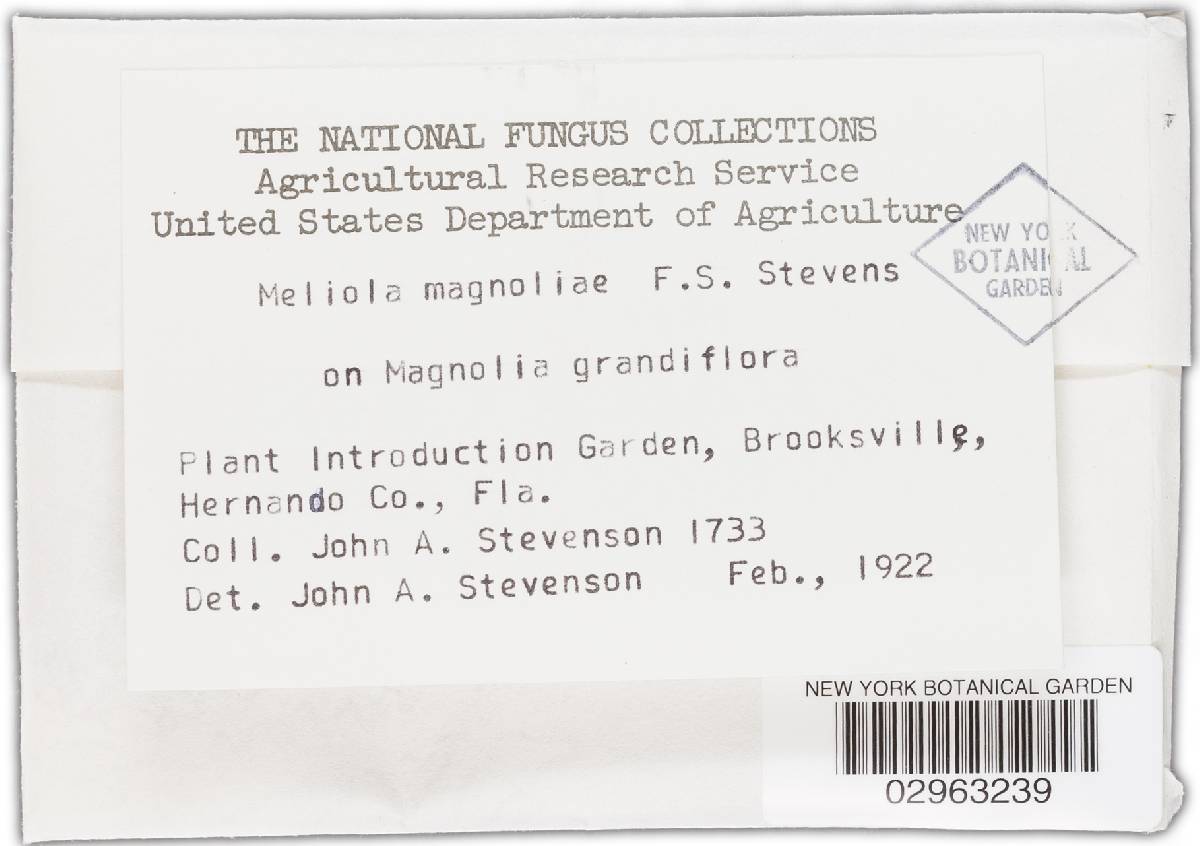 THE NATIONAL FUNGUS COLLECTIONS
Agricultural Research Service
United States Department of Agriculture
NEW YORK
BOTANICAL
GARDEN
Meliola magnoliae F.S. Stevens
on Magnolia grandiflora
Plant Introduction Garden, Brooksville,
Hernando Co., Fla.
Coll. John A. Stevenson 1733
Det. John A. Stevenson Feb., 1922
NEW YORK BOTANICAL GARDEN
02963239